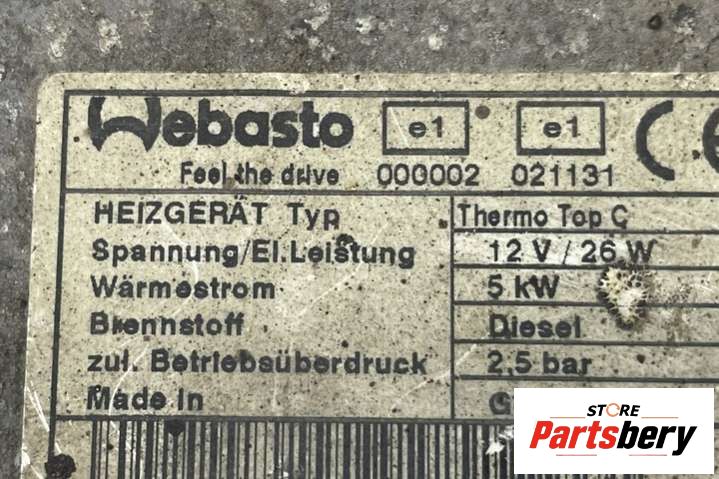 Webasto e1 e1 CE
Feel the drive 000002 021131
HEIZGERÄT Typ Thermo Top C
Spannung/El.Leistung 12 V / 26 W
Wärmestrom 5 kW
Brennstoff Diesel
zul. Betriebsüberdruck 2,5 bar
Made in
STORE
Partsbery